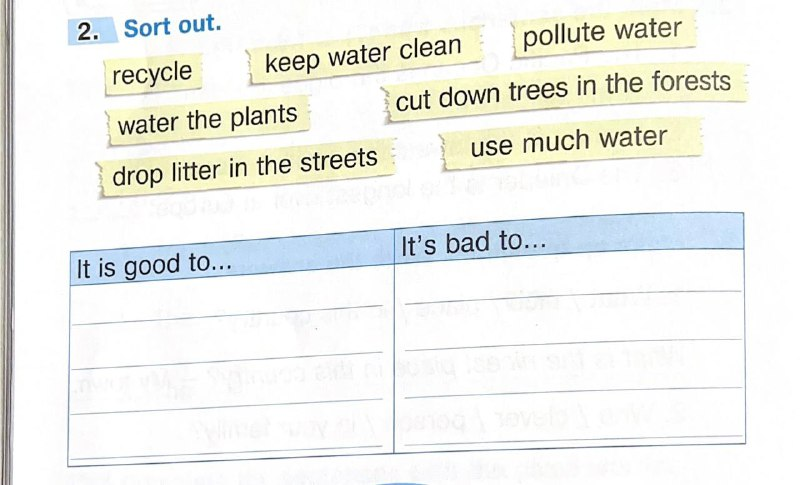 2. Sort out.
recycle
keep water clean
pollute water
water the plants
cut down trees in the forests
drop litter in the streets
use much water
It is good to...
It's bad to...